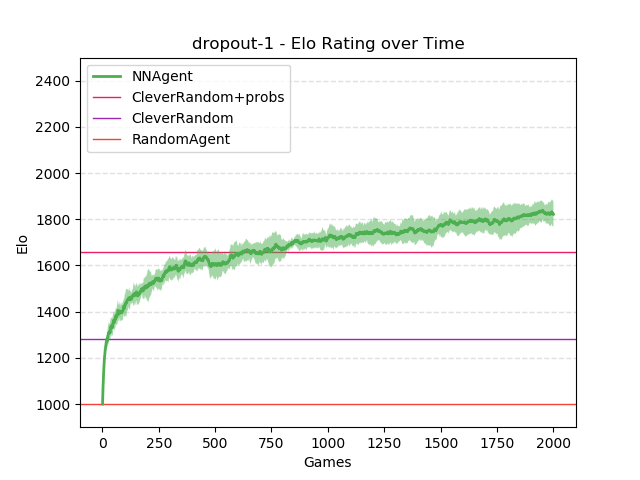 dropout-1 - Elo Rating over Time
NNAgent
CleverRandom+probs
CleverRandom
RandomAgent
2400
2200
2000
1800
1600
1400
1200
1000
Elo
0 250 500 750 1000 1250 1500 1750 2000
Games